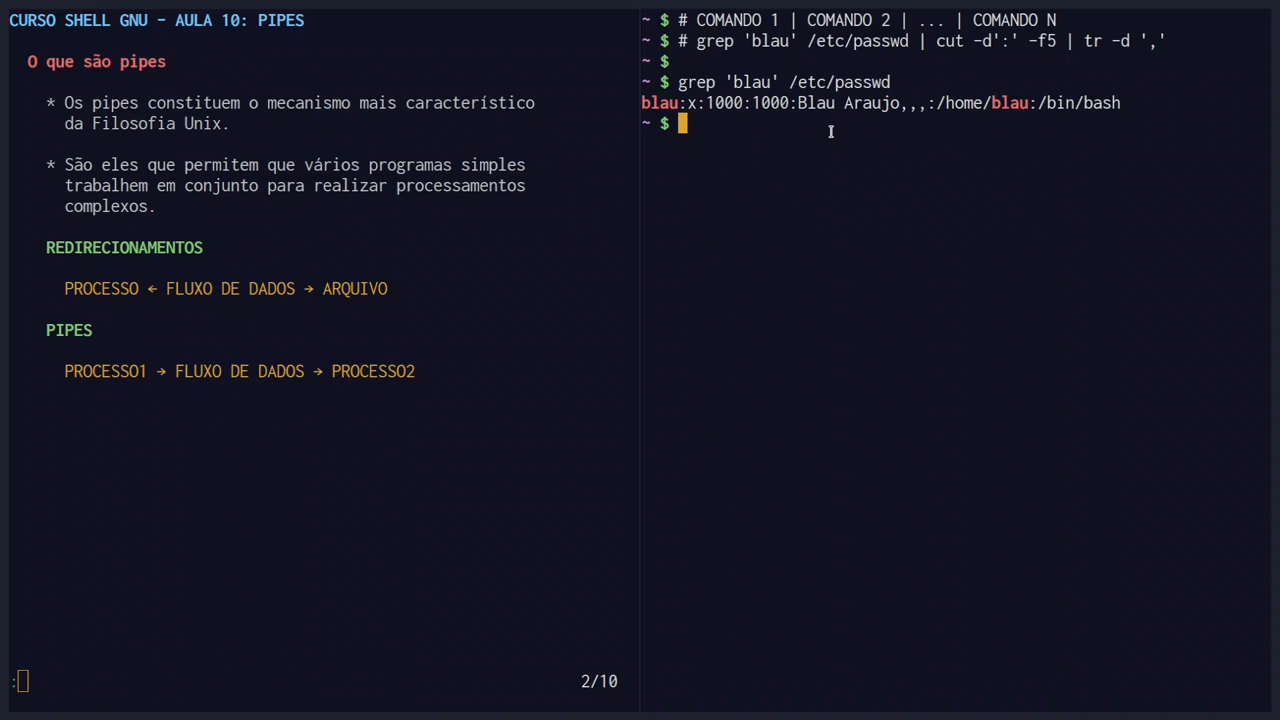 CURSO SHELL GNU - AULA 10: PIPES
O que são pipes
* Os pipes constituem o mecanismo mais característico
da Filosofia Unix.
* São eles que permitem que vários programas simples
trabalhem em conjunto para realizar processamentos
complexos.
REDIRECIONAMENTOS
PROCESSO ← FLUXO DE DADOS → ARQUIVO
PIPES
PROCESSO1 → FLUXO DE DADOS → PROCESSO2
:
2/10
~ $ # COMANDO 1 | COMANDO 2 | ... | COMANDO N
~ $ # grep 'blau' /etc/passwd | cut -d':' -f5 | tr -d ','
~ $
~ $ grep 'blau' /etc/passwd
blau:x:1000:1000:Blau Araujo,,,:/home/blau:/bin/bash
~ $